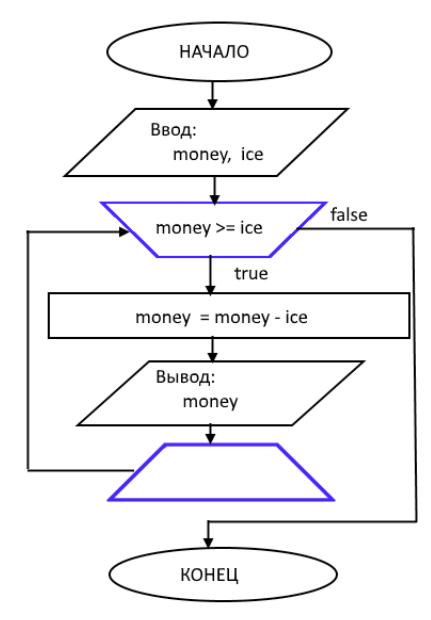 НАЧАЛО
Ввод:
money, ice
money >= ice
false
true
money = money - ice
Вывод:
money
КОНЕЦ